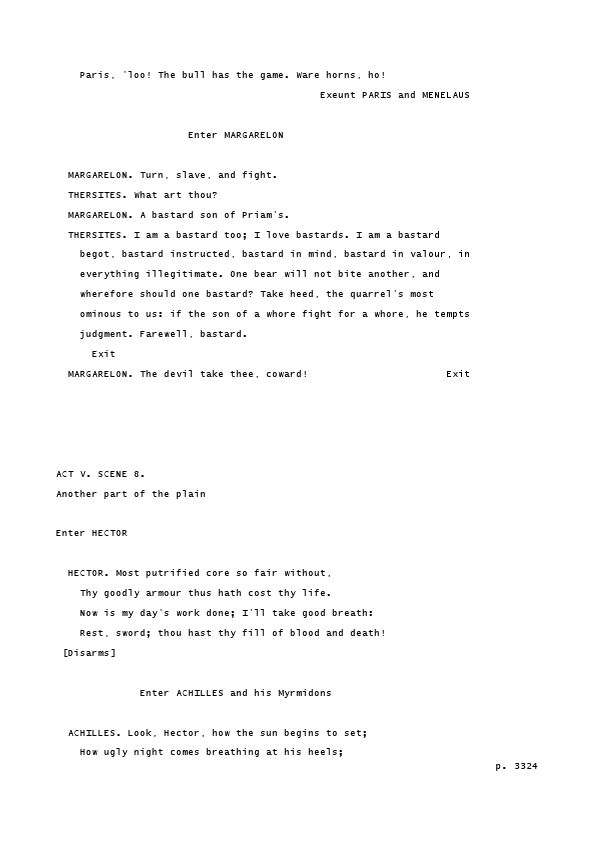 Paris, 'loo! The bull has the game. Ware horns, ho!
Exeunt PARIS and MENELAUS
Enter MARGARELON
MARGARELON. Turn, slave, and fight.
THERSITES. What art thou?
MARGARELON. A bastard son of Priam's.
THERSITES. I am a bastard too; I love bastards. I am a bastard
begot, bastard instructed, bastard in mind, bastard in valour, in
everything illegitimate. One bear will not bite another, and
wherefore should one bastard? Take heed, the quarrel's most
ominous to us: if the son of a whore fight for a whore, he tempts
judgment. Farewell, bastard.
Exit
MARGARELON. The devil take thee, coward! Exit
ACT V. SCENE 8.
Another part of the plain
Enter HECTOR
HECTOR. Most putrified core so fair without,
Thy goodly armour thus hath cost thy life.
Now is my day's work done; I'll take good breath:
Rest, sword; thou hast thy fill of blood and death!
[Disarms]
Enter ACHILLES and his Myrmidons
ACHILLES. Look, Hector, how the sun begins to set;
How ugly night comes breathing at his heels;
p. 3324